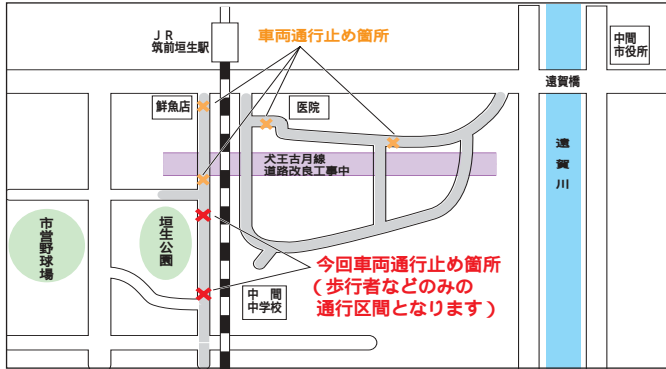 ＪＲ
筑前垣生駅
車両通行止め箇所
中間
市役所
遠賀橋
鮮魚店
医院
犬王古月線
道路改良工事中
遠賀川
市営野球場
垣生公園
今回車両通行止め箇所
（歩行者などのみの
通行区間となります）
中　間
中学校